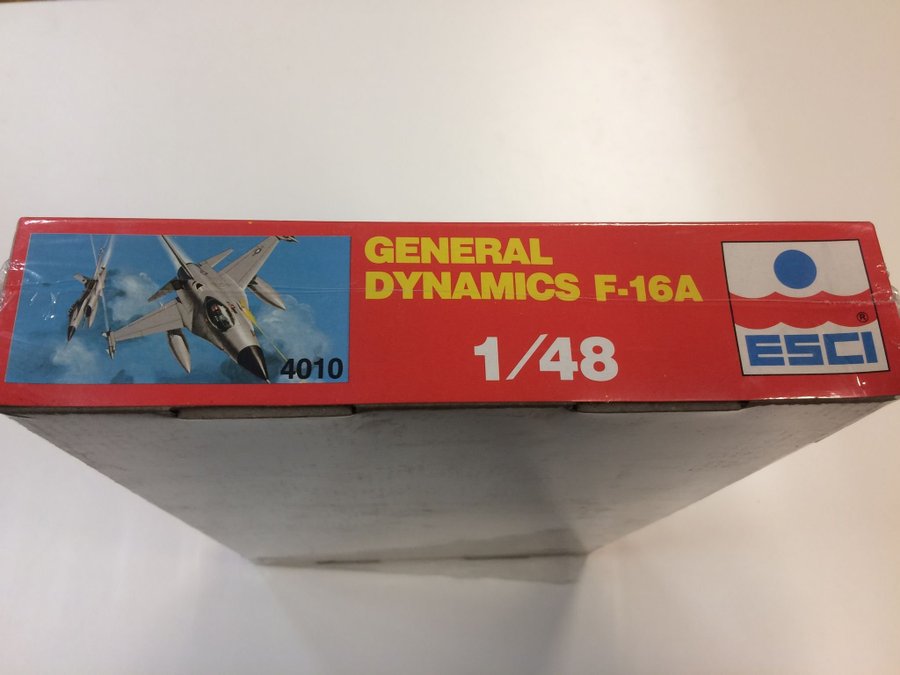 4010
GENERAL
DYNAMICS F-16A
1/48
®
ESCI